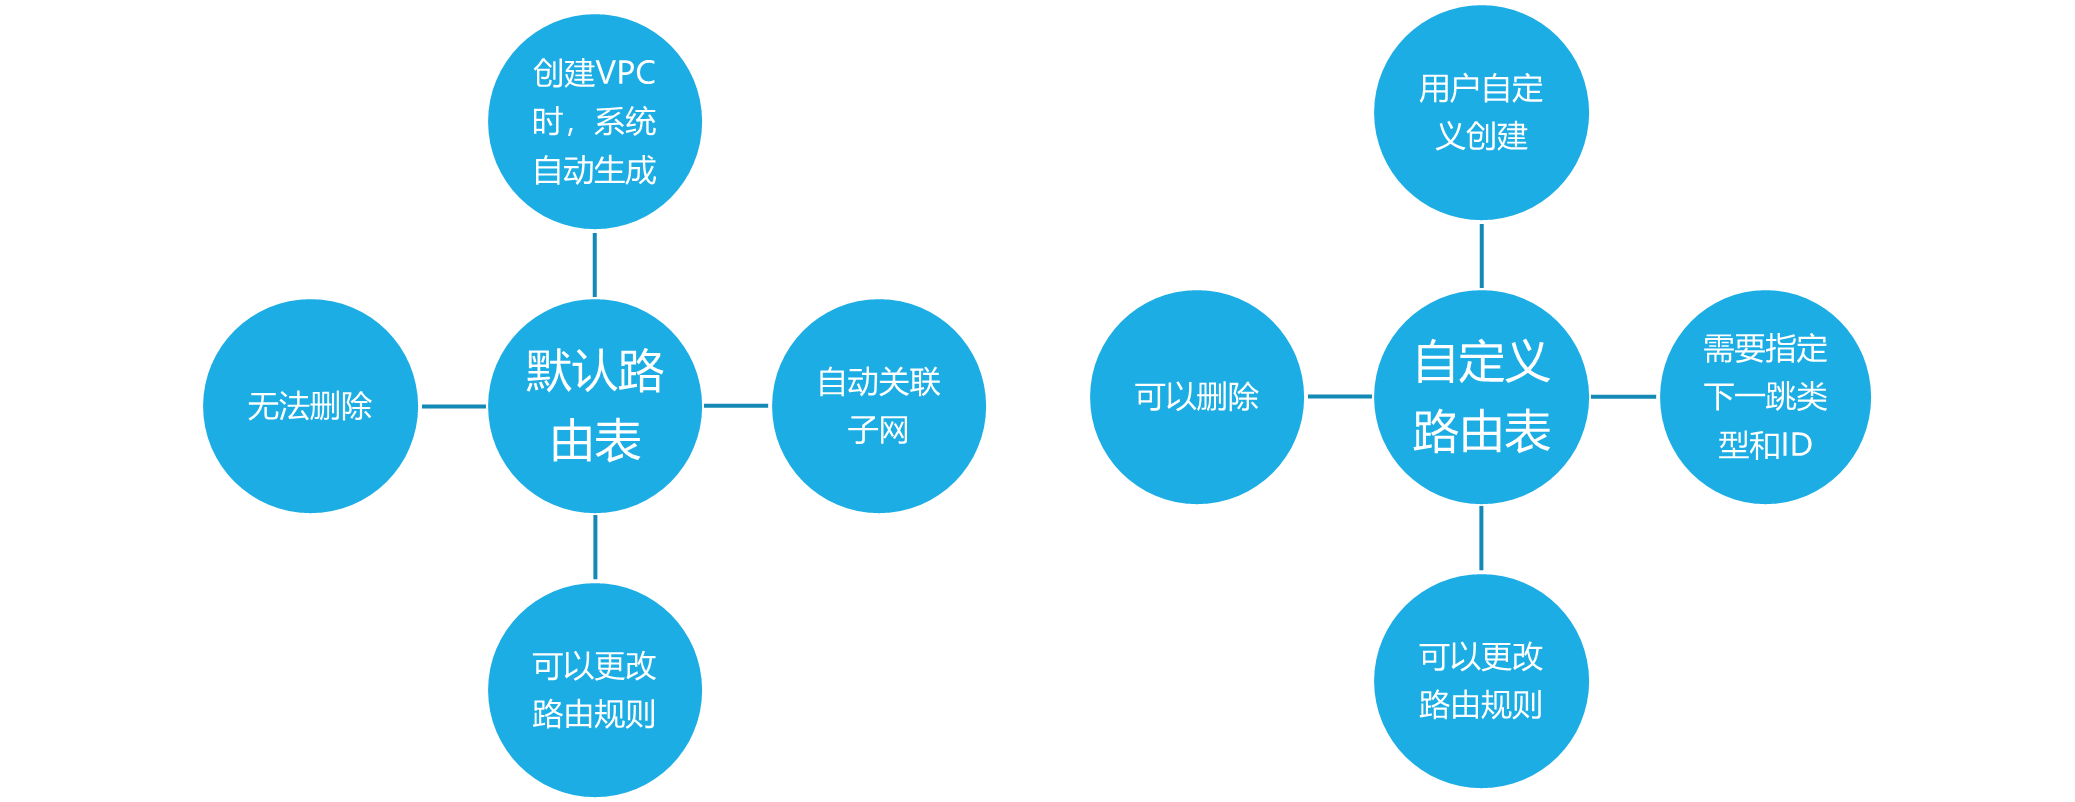 创建VPC
时，系统
自动生成
无法删除
默认路
由表
自动关联
子网
可以更改
路由规则
用户自定
义创建
可以删除
自定义
路由表
需要指定
下一跳类
型和ID
可以更改
路由规则